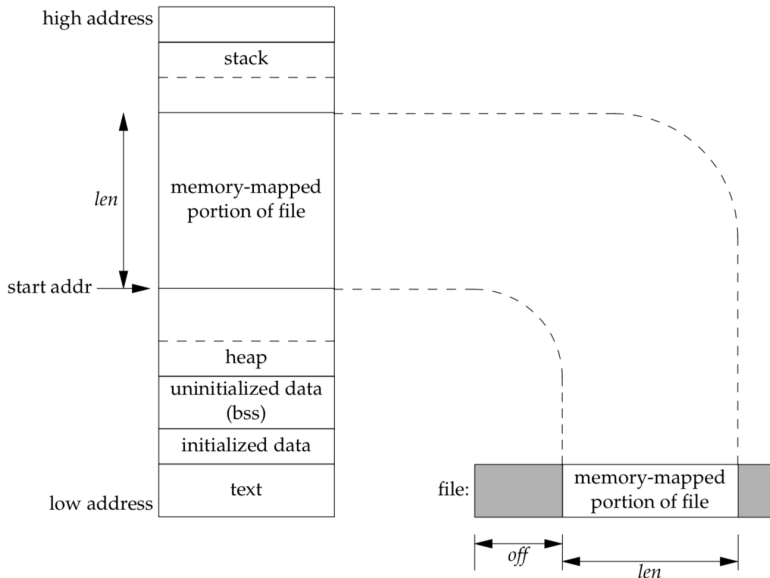 high address
stack
len
memory-mapped
portion of file
start addr
heap
uninitialized data
(bss)
initialized data
low address
text
file:
memory-mapped
portion of file
off
len